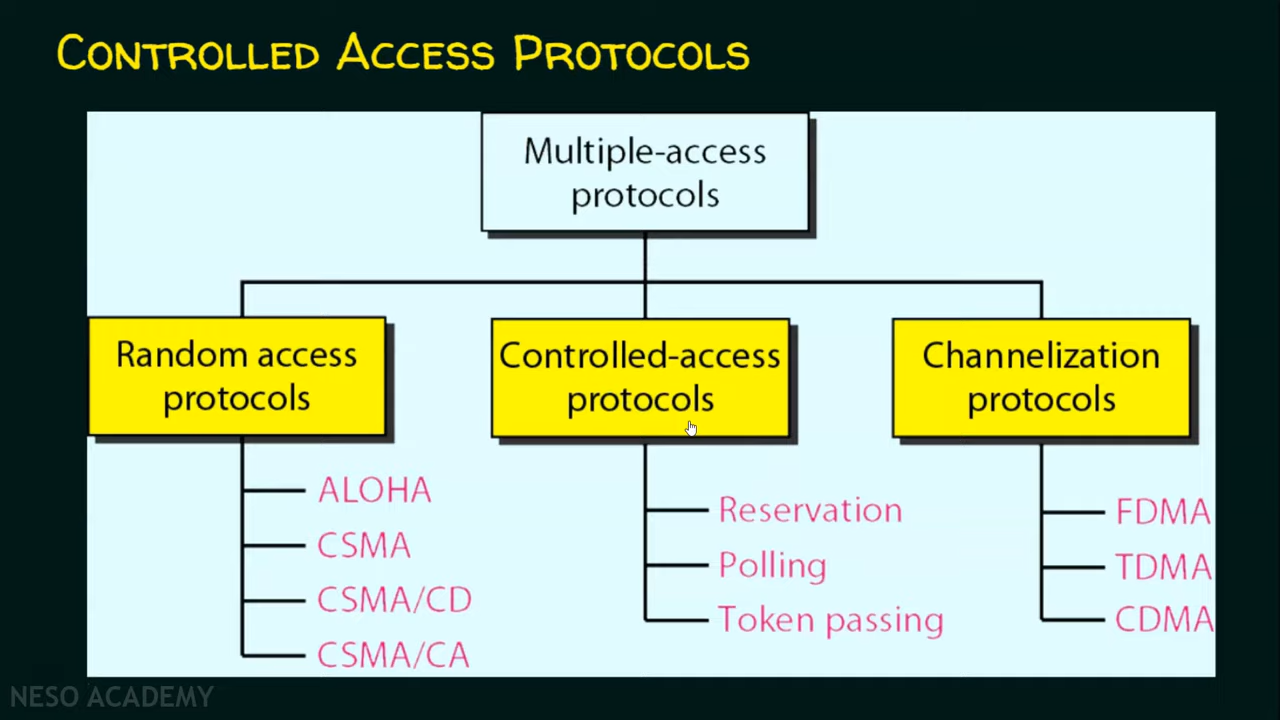 CONTROLLED ACCESS PROTOCOLS
Multiple-access
protocols
Random access
protocols
Controlled-access
protocols
Channelization
protocols
ALOHA
CSMA
CSMA/CD
CSMA/CA
Reservation
Polling
Token passing
FDMA
TDMA
CDMA
NESO ACADEMY